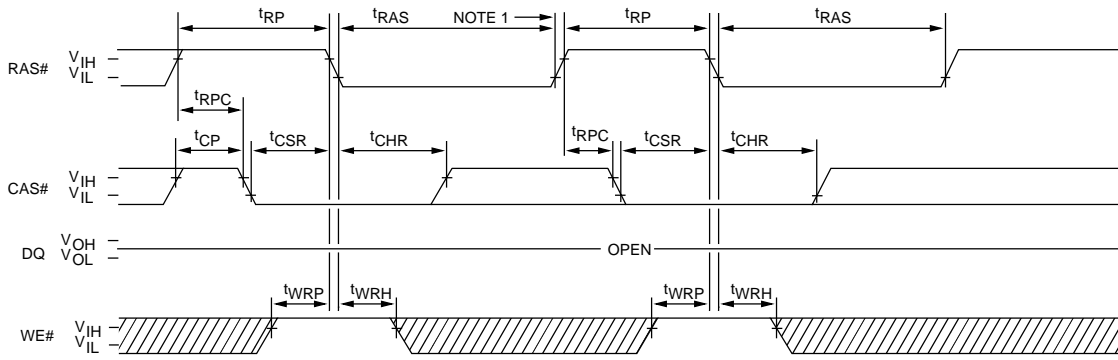 tRP tRAS NOTE 1 tRP tRAS
RAS# VIH
VIL
tRPC
tCP tCSR tCHR tRPC tCSR tCHR
CAS# VIH
VIL
DQ VOH
VOL
OPEN
tWRP tWRH tWRP tWRH
WE# VIH
VIL